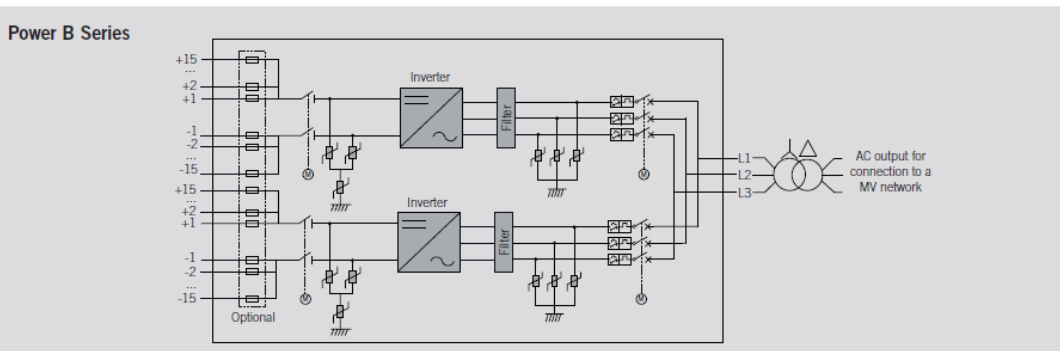 Power B Series
+15
...
+2
+1
-1
-2
...
-15
+15
...
+2
+1
-1
-2
...
-15
Optional
M
Inverter
Filter
M
M
Inverter
Filter
M
L1
L2
L3
AC output for
connection to a
MV network